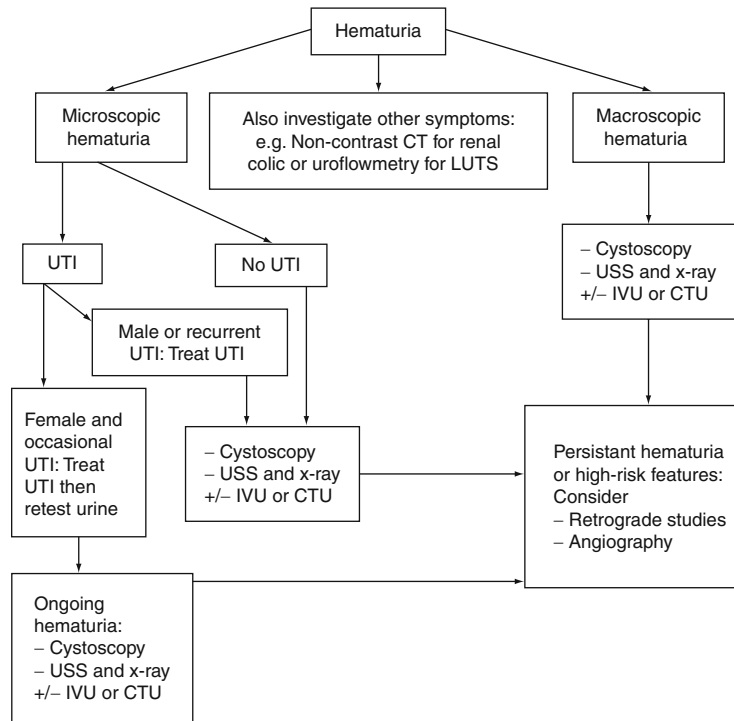 Hematuria
Microscopic
hematuria
Also investigate other symptoms:
e.g. Non-contrast CT for renal
colic or uroflowmetry for LUTS
Macroscopic
hematuria
UTI
No UTI
– Cystoscopy
– USS and x-ray
+/– IVU or CTU
Male or recurrent
UTI: Treat UTI
Female and
occasional
UTI: Treat
UTI then
retest urine
– Cystoscopy
– USS and x-ray
+/– IVU or CTU
Persistant hematuria
or high-risk features:
Consider
– Retrograde studies
– Angiography
Ongoing
hematuria:
– Cystoscopy
– USS and x-ray
+/– IVU or CTU